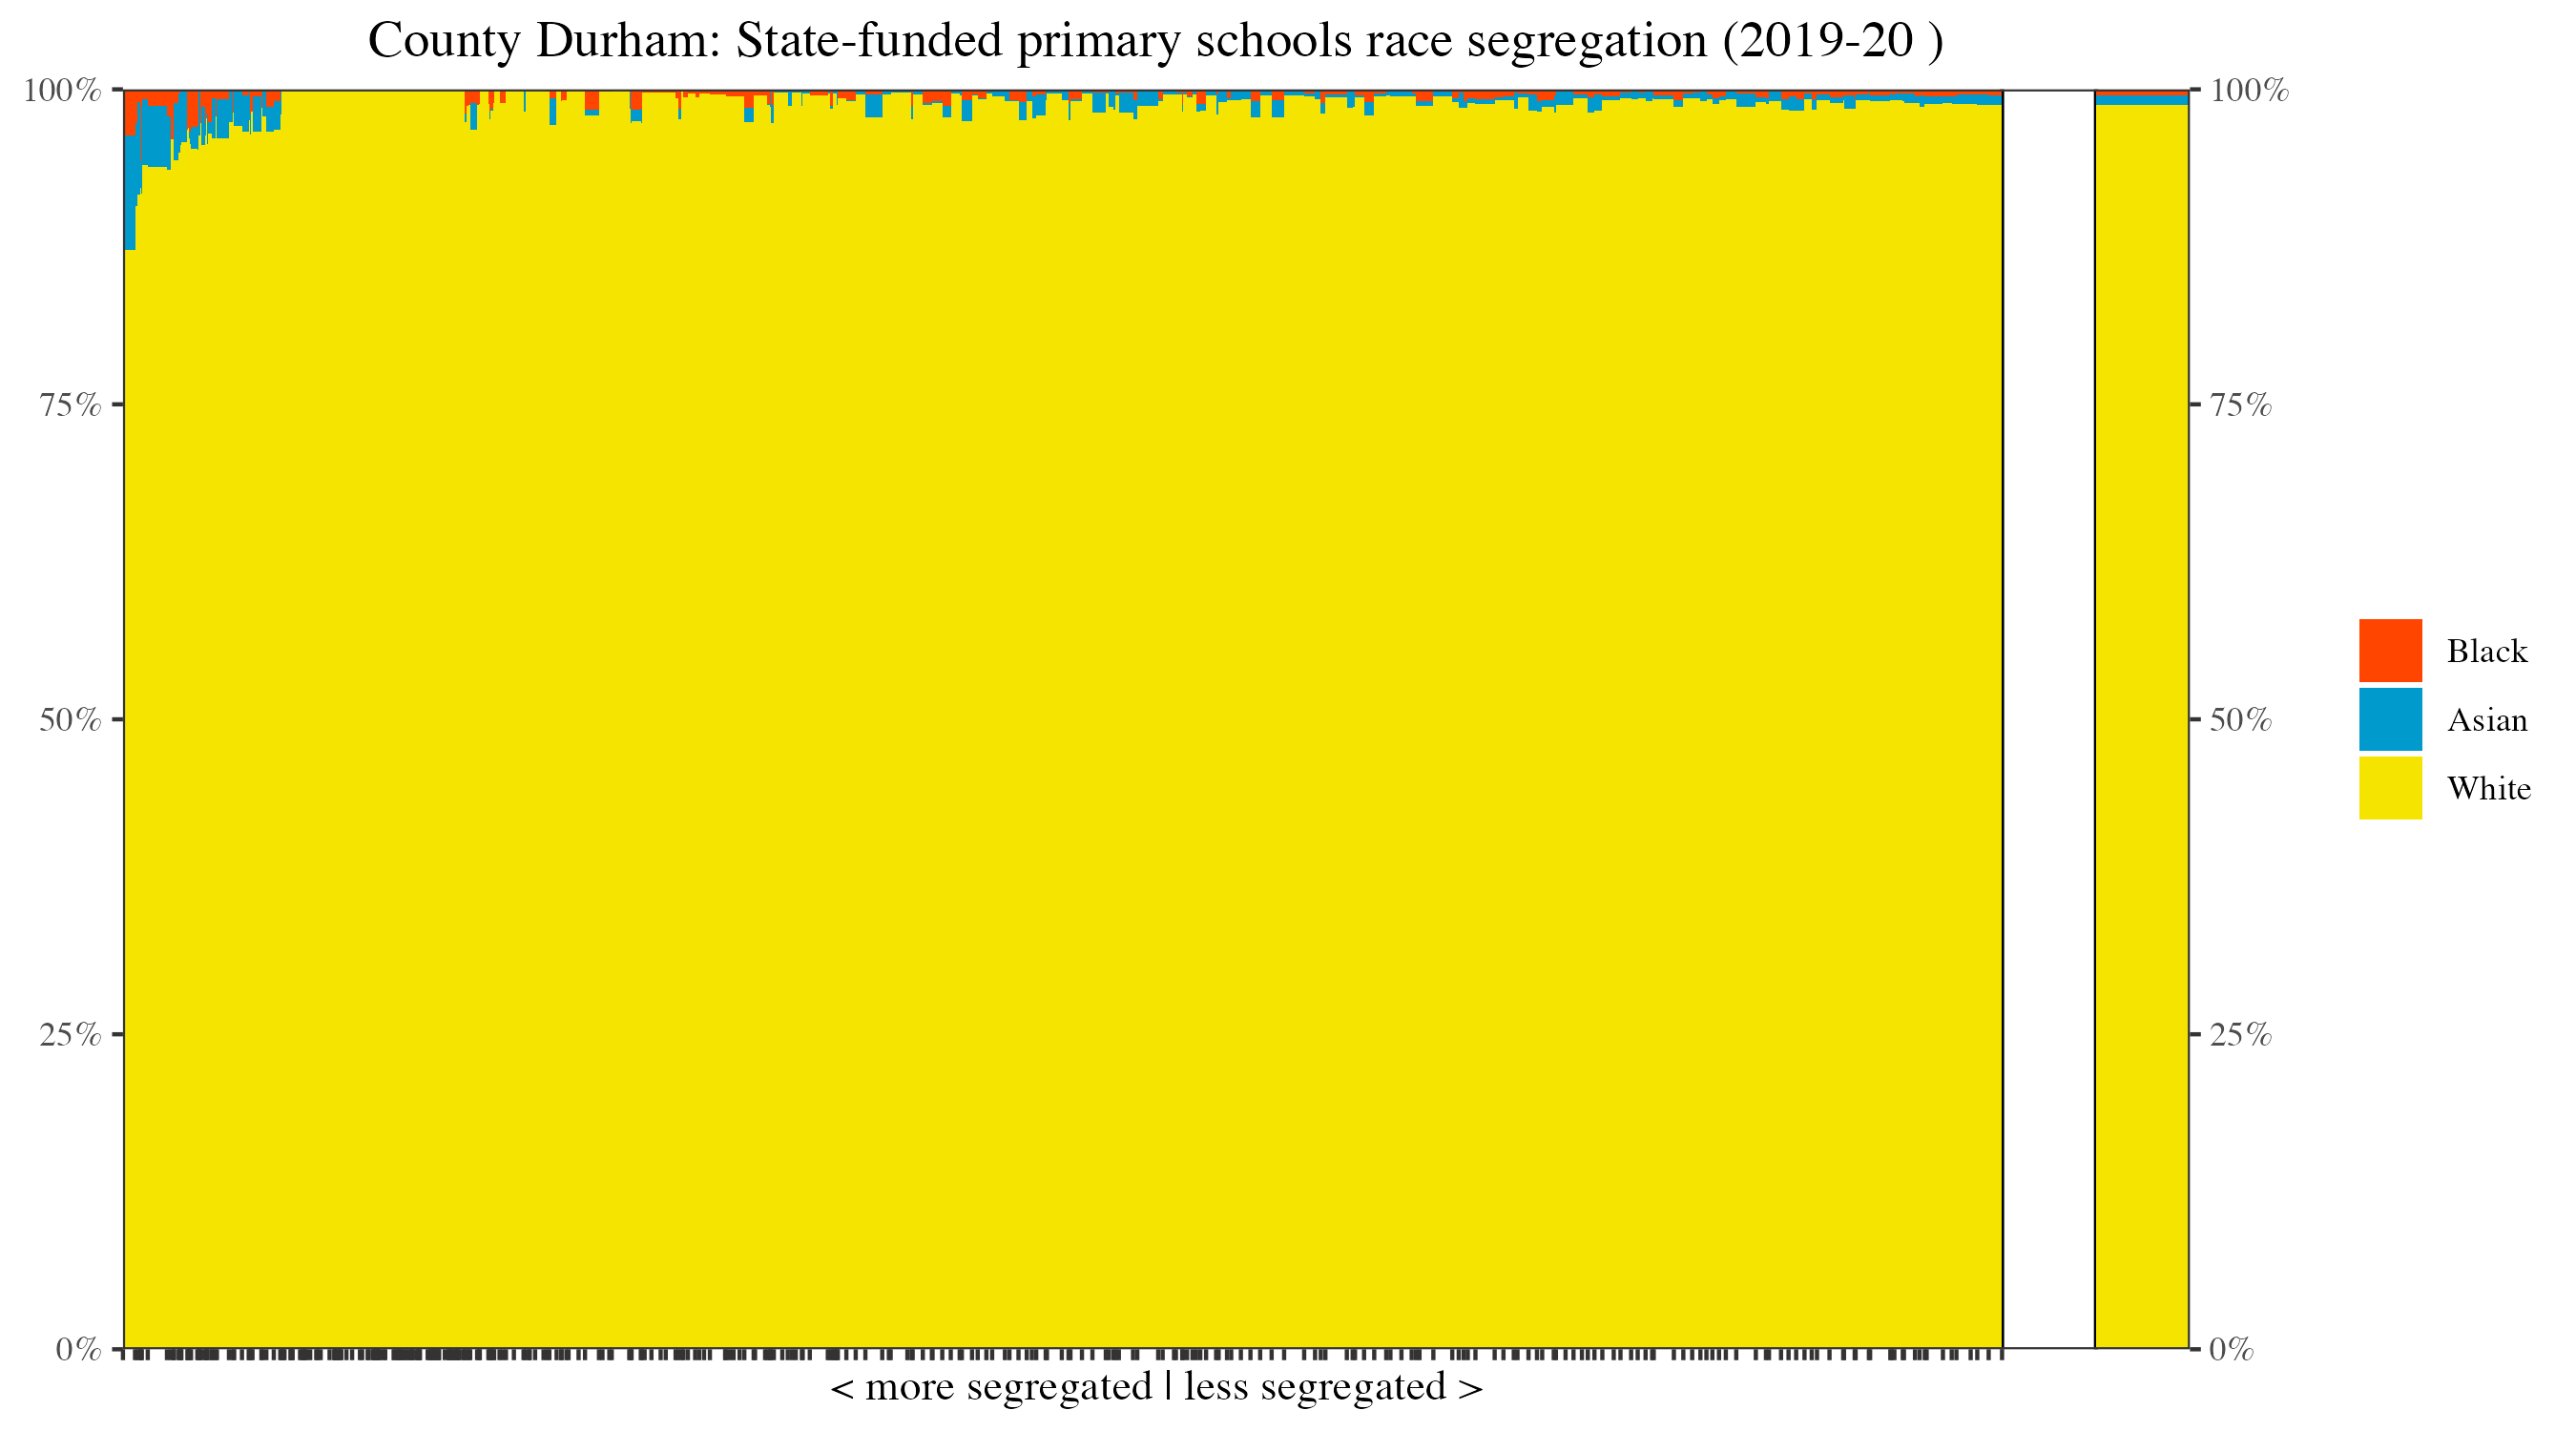 County Durham: State-funded primary schools race segregation (2019-20 )
100%
75%
50%
25%
0%
100%
75%
50%
25%
0%
Black
Asian
White
< more segregated | less segregated >